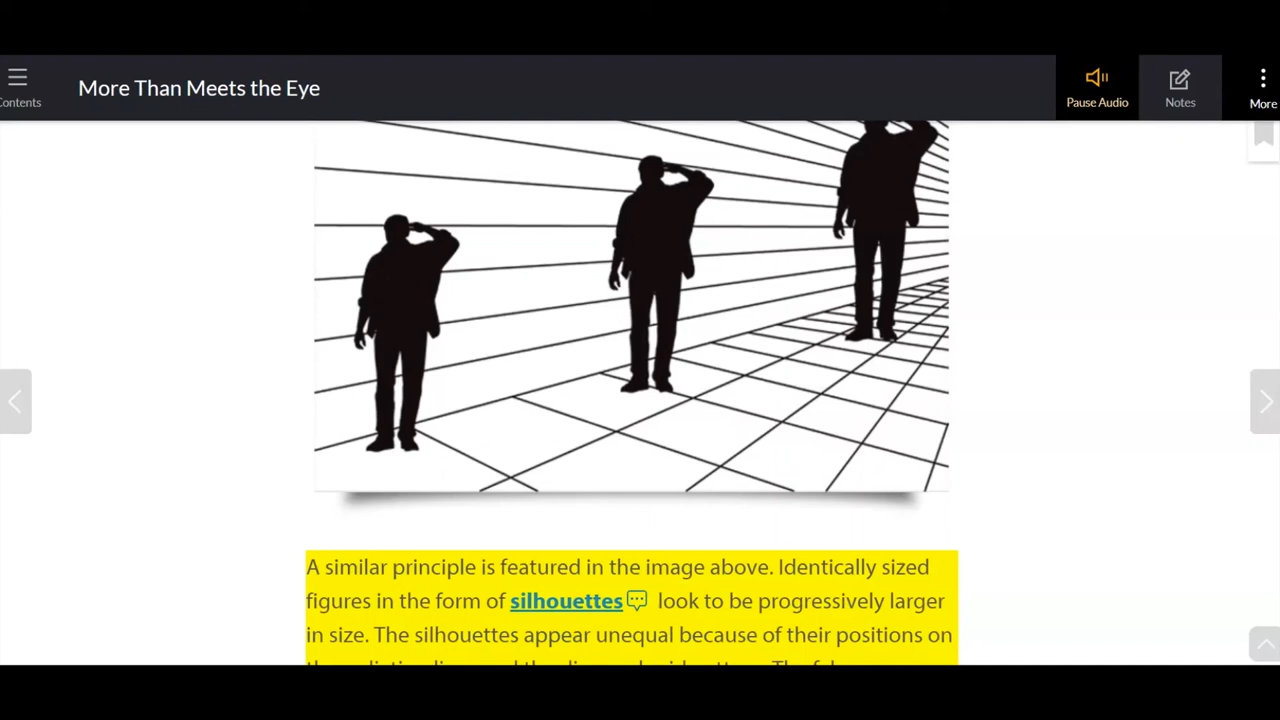 More Than Meets the Eye
Contents
Pause Audio
Notes
More
A similar principle is featured in the image above. Identically sized
figures in the form of silhouettes look to be progressively larger
in size. The silhouettes appear unequal because of their positions on